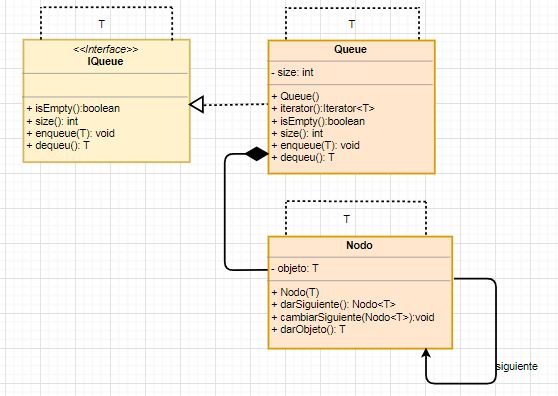 T
<<Interface>>
IQueue
+ isEmpty():boolean
+ size(): int
+ enqueue(T): void
+ dequeu(): T
T
Queue
- size: int
+ Queue()
+ iterator():Iterator<T>
+ isEmpty():boolean
+ size(): int
+ enqueue(T): void
+ dequeu(): T
T
Nodo
- objeto: T
+ Nodo(T)
+ darSiguiente(): Nodo<T>
+ cambiarSiguiente(Nodo<T>):void
+ darObjeto(): T
siguiente